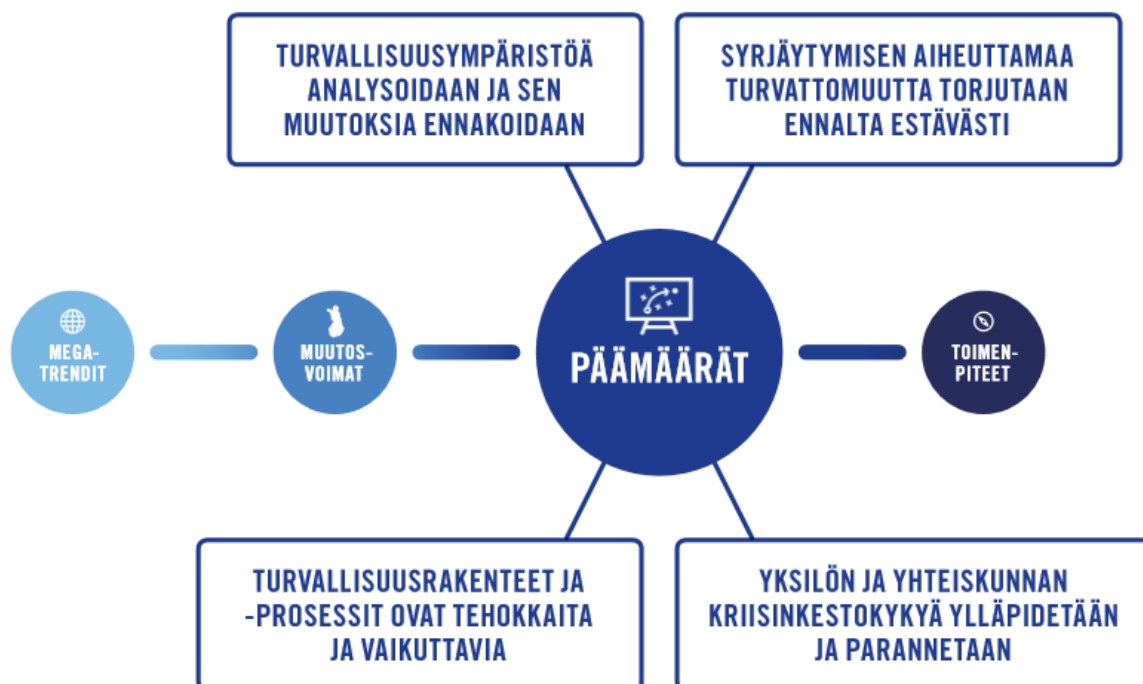 TURVALLISUUSYMPÄRISTÖÄ
ANALYSOIDAAN JA SEN
MUUTOKSIA ENNAKOIDAAN
SYRJÄYTYMISEN AIHEUTTAMAA
TURVATTOMUUTTA TORJUTAAN
ENNALTA ESTÄVÄSTI
MEGA-
TRENDIT
MUUTOS-
VOIMAT
PÄÄMÄÄRÄT
TOIMEN-
PITEET
TURVALLISUUSRAKENTEET JA
-PROSESSIT OVAT TEHOKKAITA
JA VAIKUTTAVIA
YKSILÖN JA YHTEISKUNNAN
KRIISINKESTOKYKYÄ YLLÄPIDETÄÄN
JA PARANNETAAN